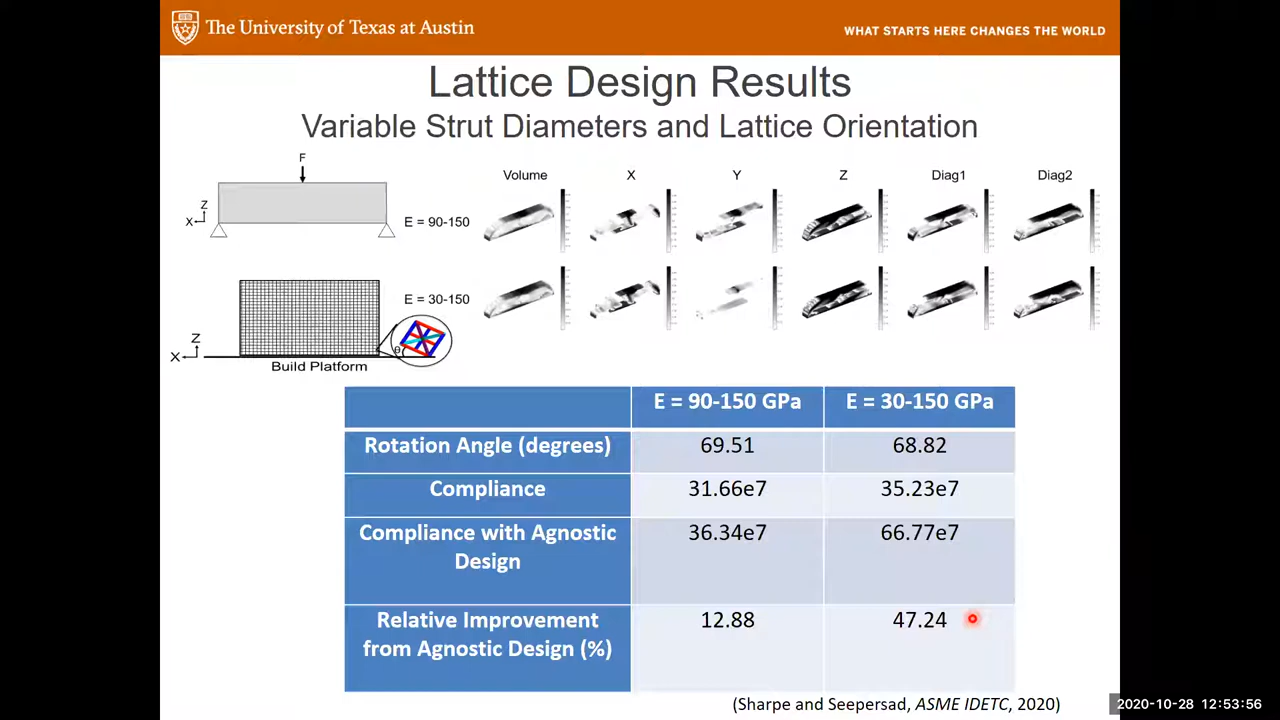 The University of Texas at Austin
WHAT STARTS HERE CHANGES THE WORLD
Lattice Design Results
Variable Strut Diameters and Lattice Orientation
F
Z
X
E = 90-150
Volume
X
Y
Z
Diag1
Diag2
E = 30-150
Z
X
θ
Build Platform
E = 90-150 GPa
E = 30-150 GPa
Rotation Angle (degrees)
69.51
68.82
Compliance
31.66e7
35.23e7
Compliance with Agnostic
Design
36.34e7
66.77e7
Relative Improvement
from Agnostic Design (%)
12.88
47.24
(Sharpe and Seepersad, ASME IDETC, 2020)
2020-10-28 12:53:56